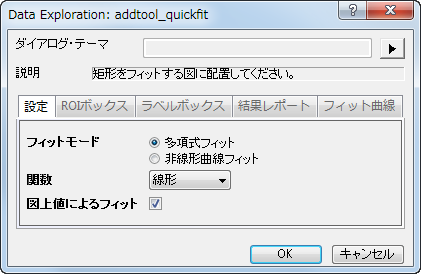 Data Exploration: addtool_quickfit
ダイアログ・テーマ
説明 矩形をフィットする図に配置してください。
設定 ROIボックス ラベルボックス 結果レポート フィット曲線
フィットモード 多項式フィット
非線形曲線フィット
関数 線形
図上値によるフィット
OK キャンセル